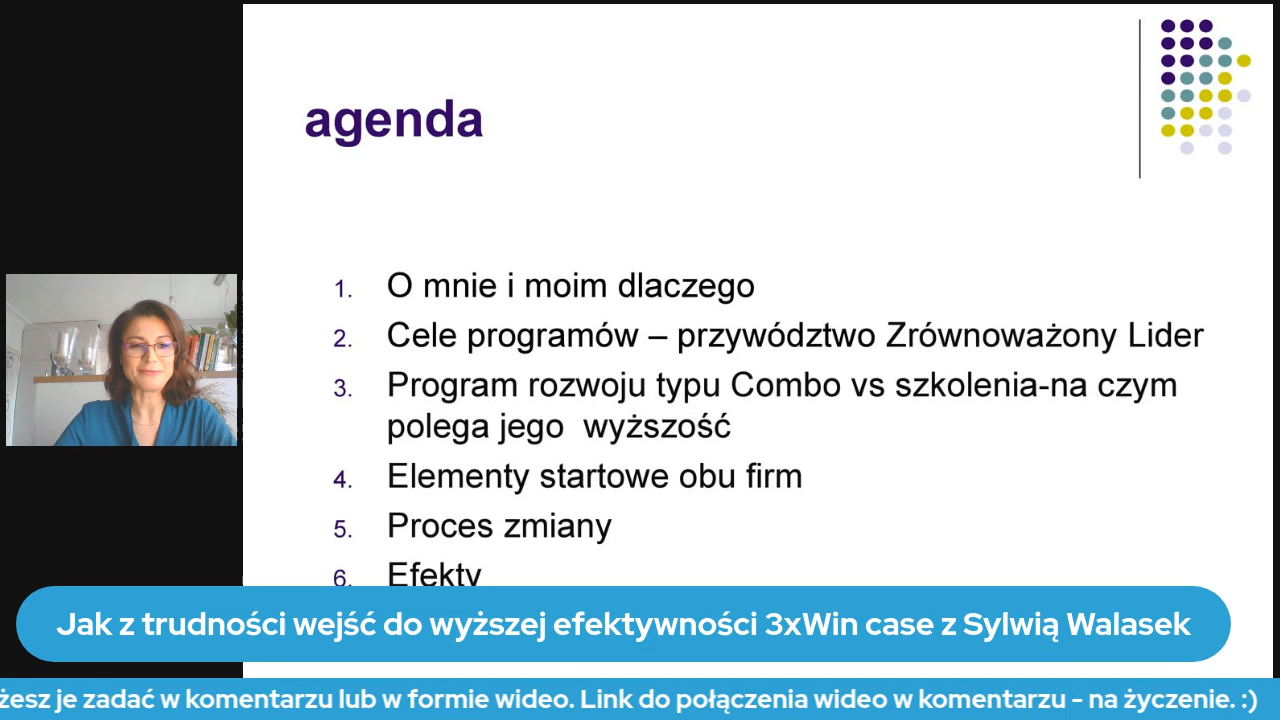 agenda
1. O mnie i moim dlaczego
2. Cele programów – przywództwo Zrównoważony Lider
3. Program rozwoju typu Combo vs szkolenia-na czym
polega jego wyższość
4. Elementy startowe obu firm
5. Proces zmiany
6. Efekty
Jak z trudności wejść do wyższej efektywności 3xWin case z Sylwią Walasek
żesz je zadać w komentarzu lub w formie wideo. Link do połączenia wideo w komentarzu - na życzenie. :)